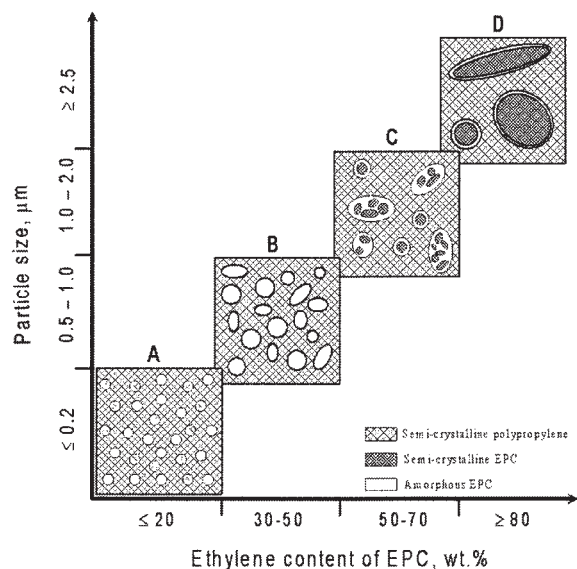 D
≥ 2.5
C
1.0 – 2.0
B
Particle size, µm
0.5 – 1.0
A
≤ 0.2
Semi-crystalline polypropylene
Semi-crystalline EPC
Amorphous EPC
≤ 20 30-50 50-70 ≥ 80
Ethylene content of EPC, wt.%